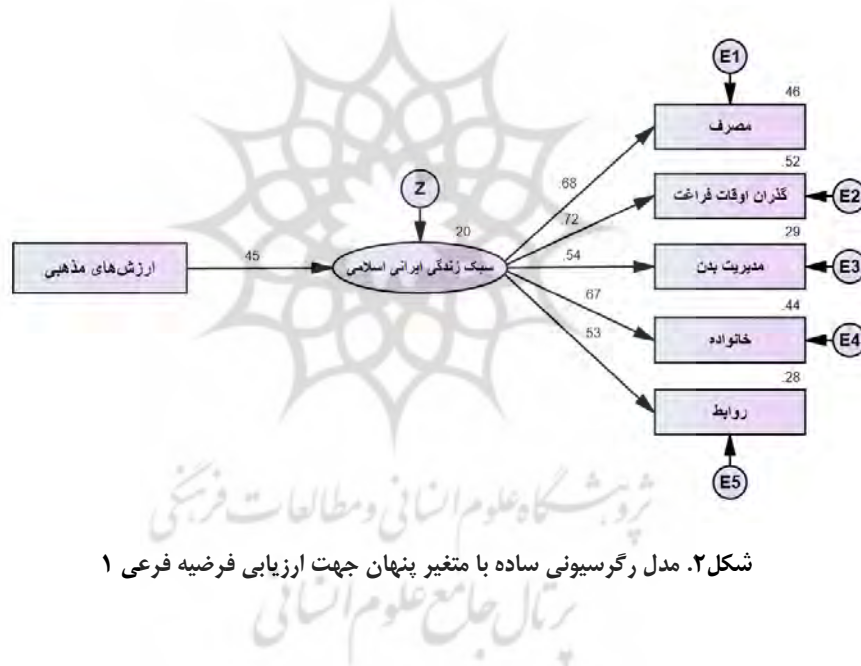 E1
46
مصرف
.52
.68
Z
گذران اوقات فراغت
E2
.72
20
.29
ارزش‌های مذهبی
45
سبک زندگی ایرانی اسلامی
.54
مدیریت بدن
E3
.67
.44
خانواده
E4
53
.28
روابط
E5
پژوهشگاه علوم انسانی و مطالعات فرهنگی
شکل۲. مدل رگرسیونی ساده با متغیر پنهان جهت ارزیابی فرضیه فرعی ۱
پرتال جامع علوم انسانی